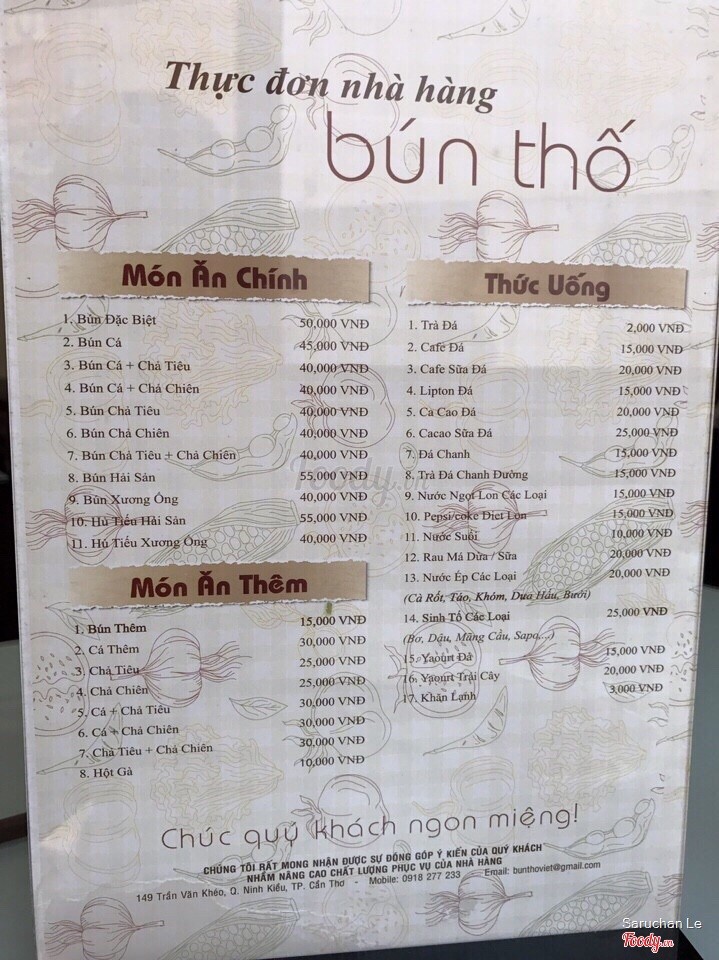 Thực đơn nhà hàng
bún thố
Món Ăn Chính
1. Bún Đặc Biệt 50,000 VNĐ
2. Bún Cá 45,000 VNĐ
3. Bún Cá + Chả Tiêu 40,000 VNĐ
4. Bún Cá + Chả Chiên 40,000 VNĐ
5. Bún Chả Tiêu 40,000 VNĐ
6. Bún Chả Chiên 40,000 VNĐ
7. Bún Chả Tiêu + Chả Chiên 40,000 VNĐ
8. Bún Hải Sản 55,000 VNĐ
9. Bún Xương Ống 40,000 VNĐ
10. Hủ Tiếu Hải Sản 55,000 VNĐ
11. Hủ Tiếu Xương Ống 40,000 VNĐ
Món Ăn Thêm
1. Bún Thêm 15,000 VNĐ
2. Cá Thêm 30,000 VNĐ
3. Chả Tiêu 25,000 VNĐ
4. Chả Chiên 25,000 VNĐ
5. Cá + Chả Tiêu 30,000 VNĐ
6. Cá + Chả Chiên 30,000 VNĐ
7. Chả Tiêu + Chả Chiên 30,000 VNĐ
8. Hột Gà 10,000 VNĐ
Thức Uống
1. Trà Đá 2,000 VNĐ
2. Cafe Đá 15,000 VNĐ
3. Cafe Sữa Đá 20,000 VNĐ
4. Lipton Đá 15,000 VNĐ
5. Ca Cao Đá 20,000 VNĐ
6. Cacao Sữa Đá 25,000 VNĐ
7. Đá Chanh 15,000 VNĐ
8. Trà Đá Chanh Đường 15,000 VNĐ
9. Nước Ngọt Lon Các Loại 15,000 VNĐ
10. Pepsi/coke Diet Lon 15,000 VNĐ
11. Nước Suối 10,000 VNĐ
12. Rau Má Dừa / Sữa 20,000 VNĐ
13. Nước Ép Các Loại 20,000 VNĐ
(Cà Rốt, Táo, Khóm, Dưa Hấu, Bưởi)
14. Sinh Tố Các Loại 25,000 VNĐ
(Bơ, Dâu, Mãng Cầu, Sapo,...)
15. Yaourt Đá 15,000 VNĐ
16. Yaourt Trái Cây 20,000 VNĐ
17. Khăn Lạnh 3,000 VNĐ
Chúc quý khách ngon miệng!
CHÚNG TÔI RẤT MONG NHẬN ĐƯỢC SỰ ĐÓNG GÓP Ý KIẾN CỦA QUÝ KHÁCH
NHẰM NÂNG CAO CHẤT LƯỢNG PHỤC VỤ CỦA NHÀ HÀNG
149 Trần Văn Khéo, Q. Ninh Kiều, TP. Cần Thơ - Mobile: 0918 277 233 Email: bunthoviet@gmail.com
Foody.vn
Saruchan Le
Foody.vn